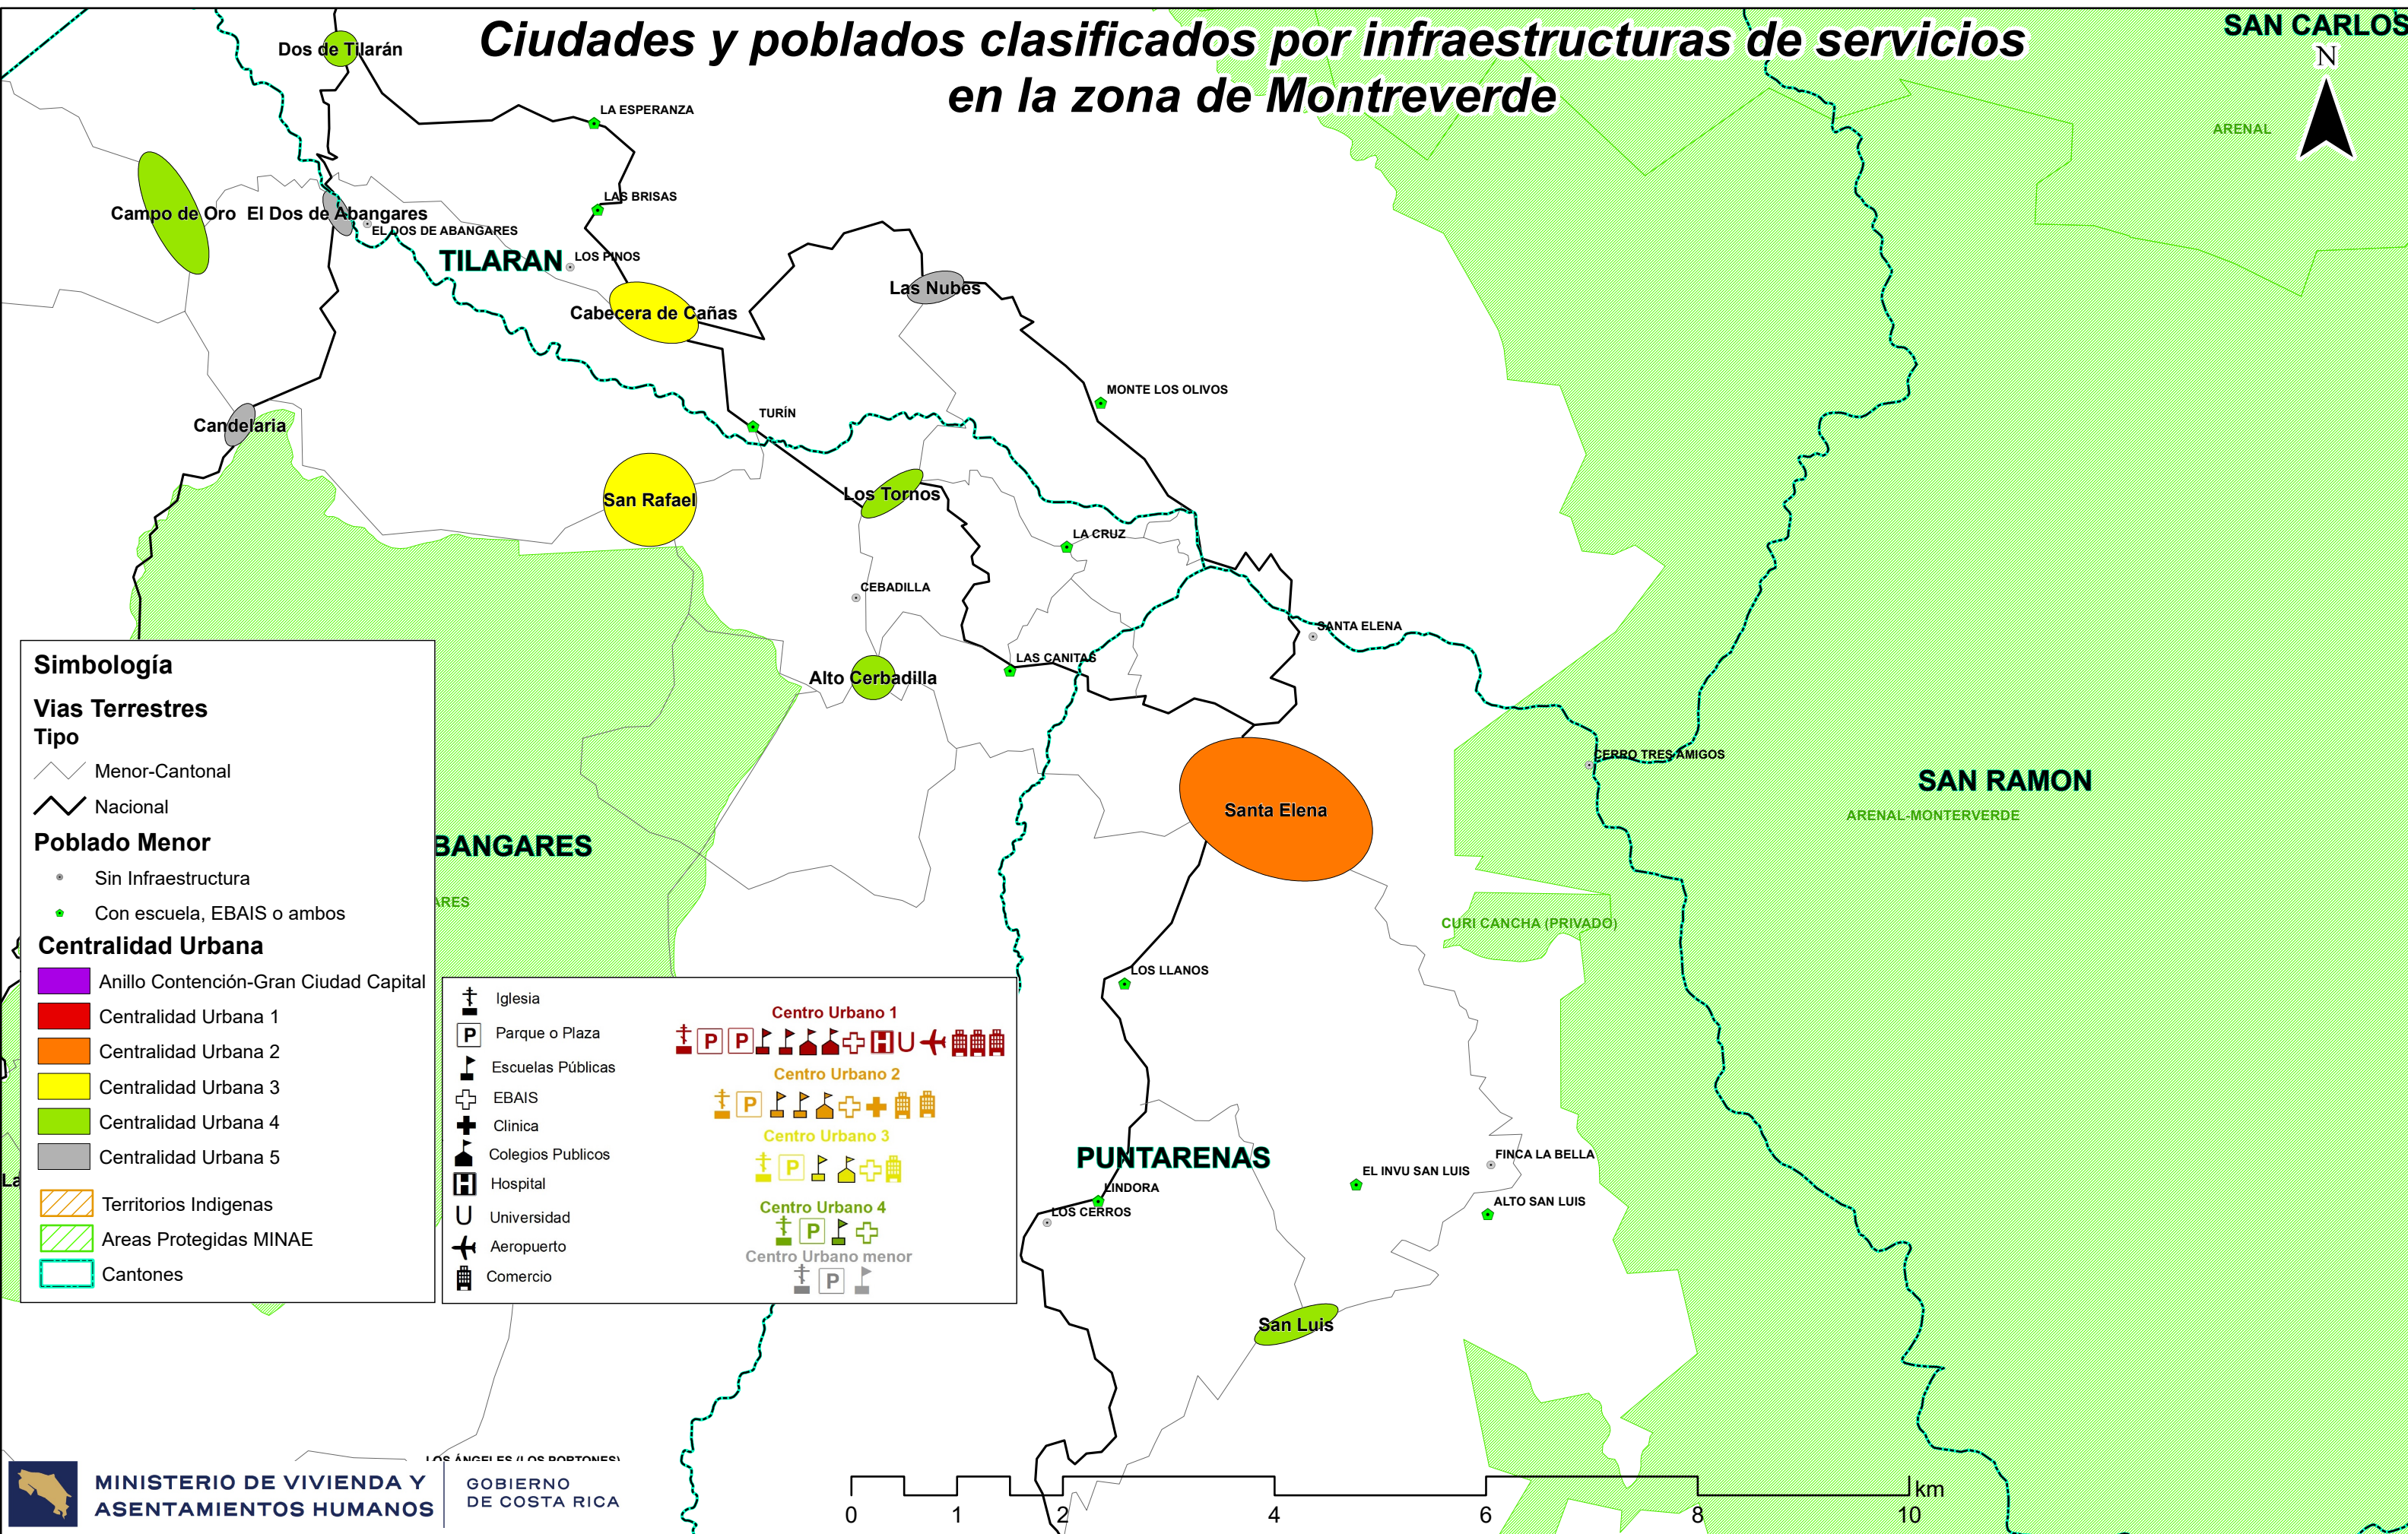 Ciudades y poblados clasificados por infraestructuras de servicios
en la zona de Montreverde
SAN CARLOS
N
ARENAL
Dos de Tilarán
LA ESPERANZA
LAS BRISAS
Campo de Oro
El Dos de Abangares
EL DOS DE ABANGARES
TILARAN
LOS PINOS
Cabecera de Cañas
Las Nubes
MONTE LOS OLIVOS
TURÍN
Candelaria
San Rafael
Los Tornos
LA CRUZ
CEBADILLA
SANTA ELENA
LAS CANITAS
Alto Cerbadilla
CERRO TRES AMIGOS
SAN RAMON
ARENAL-MONTERVERDE
Santa Elena
BANGARES
ARES
CURI CANCHA (PRIVADO)
LOS LLANOS
PUNTARENAS
FINCA LA BELLA
EL INVU SAN LUIS
LINDORA
ALTO SAN LUIS
LOS CERROS
San Luis
La
Simbología
Vias Terrestres
Tipo
Menor-Cantonal
Nacional
Poblado Menor
Sin Infraestructura
Con escuela, EBAIS o ambos
Centralidad Urbana
Anillo Contención-Gran Ciudad Capital
Centralidad Urbana 1
Centralidad Urbana 2
Centralidad Urbana 3
Centralidad Urbana 4
Centralidad Urbana 5
Territorios Indigenas
Areas Protegidas MINAE
Cantones
Iglesia
P Parque o Plaza
Escuelas Públicas
EBAIS
Clinica
Colegios Publicos
H Hospital
U Universidad
Aeropuerto
Comercio
Centro Urbano 1
P P H U
Centro Urbano 2
P
Centro Urbano 3
P
Centro Urbano 4
P
Centro Urbano menor
P
LOS ÁNGELES (LOS PORTONES)
MINISTERIO DE VIVIENDA Y
ASENTAMIENTOS HUMANOS
GOBIERNO
DE COSTA RICA
km
0 1 2 4 6 8 10